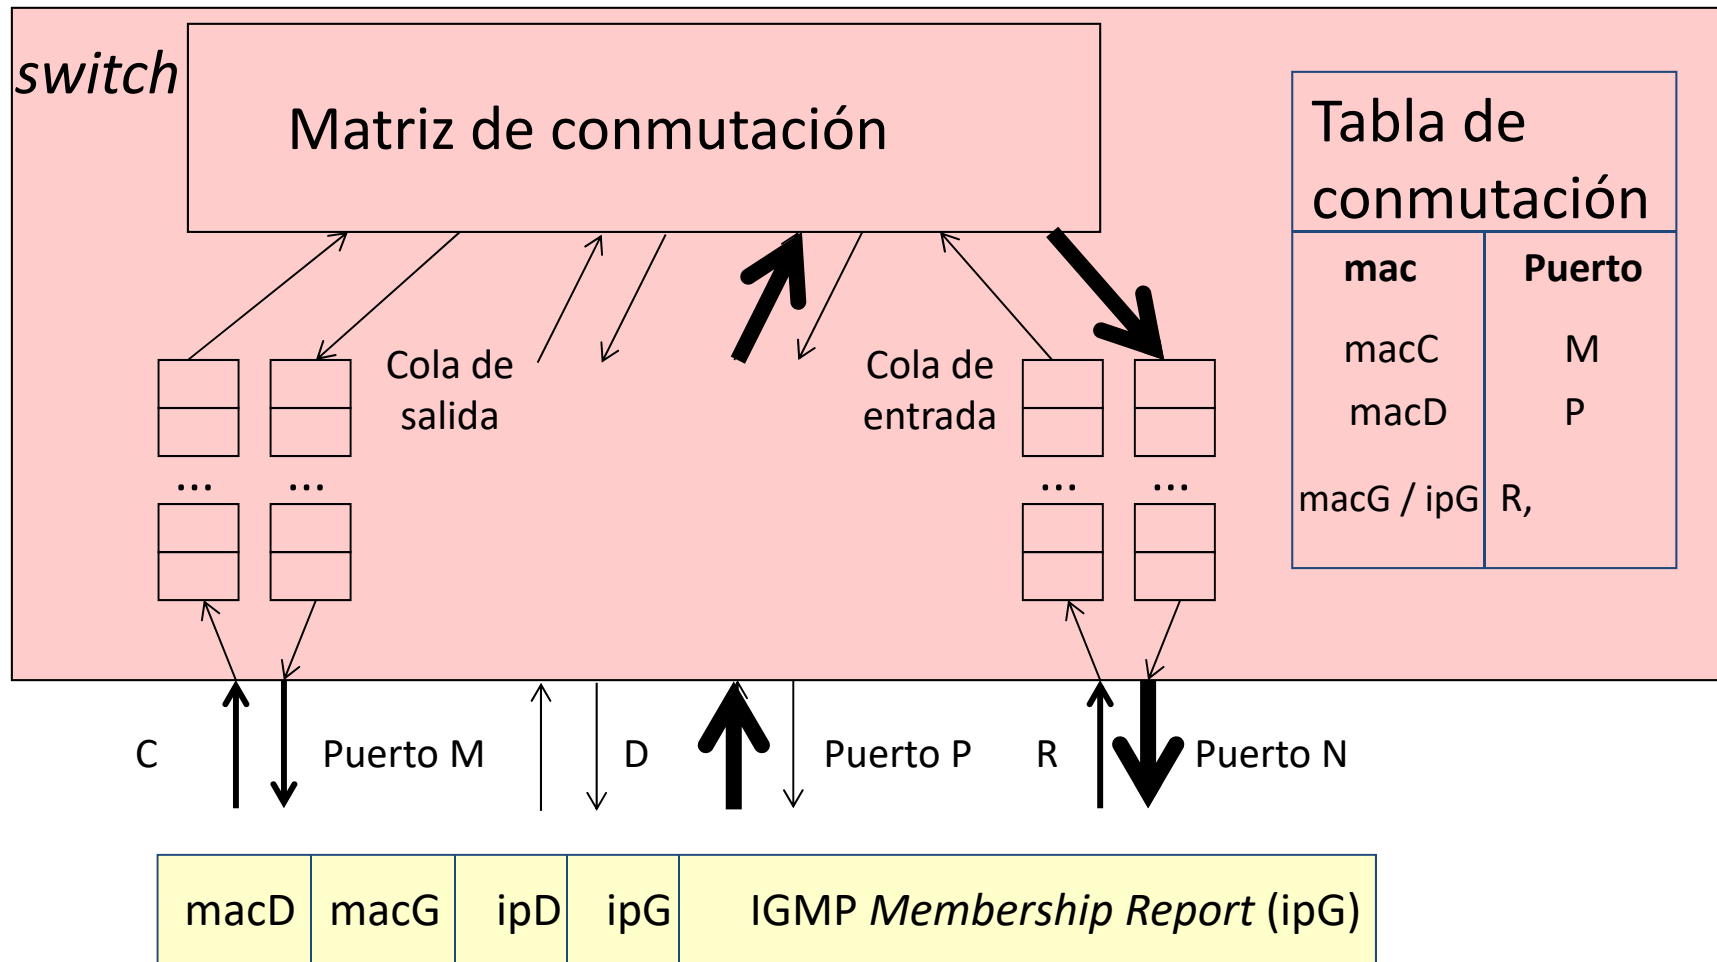 switch
Matriz de conmutación
Tabla de
conmutación
mac Puerto
macC M
macD P
macG / ipG R,
Cola de
salida
Cola de
entrada
... ... ... ...
C Puerto M D Puerto P R Puerto N
macD macG ipD ipG IGMP Membership Report (ipG)